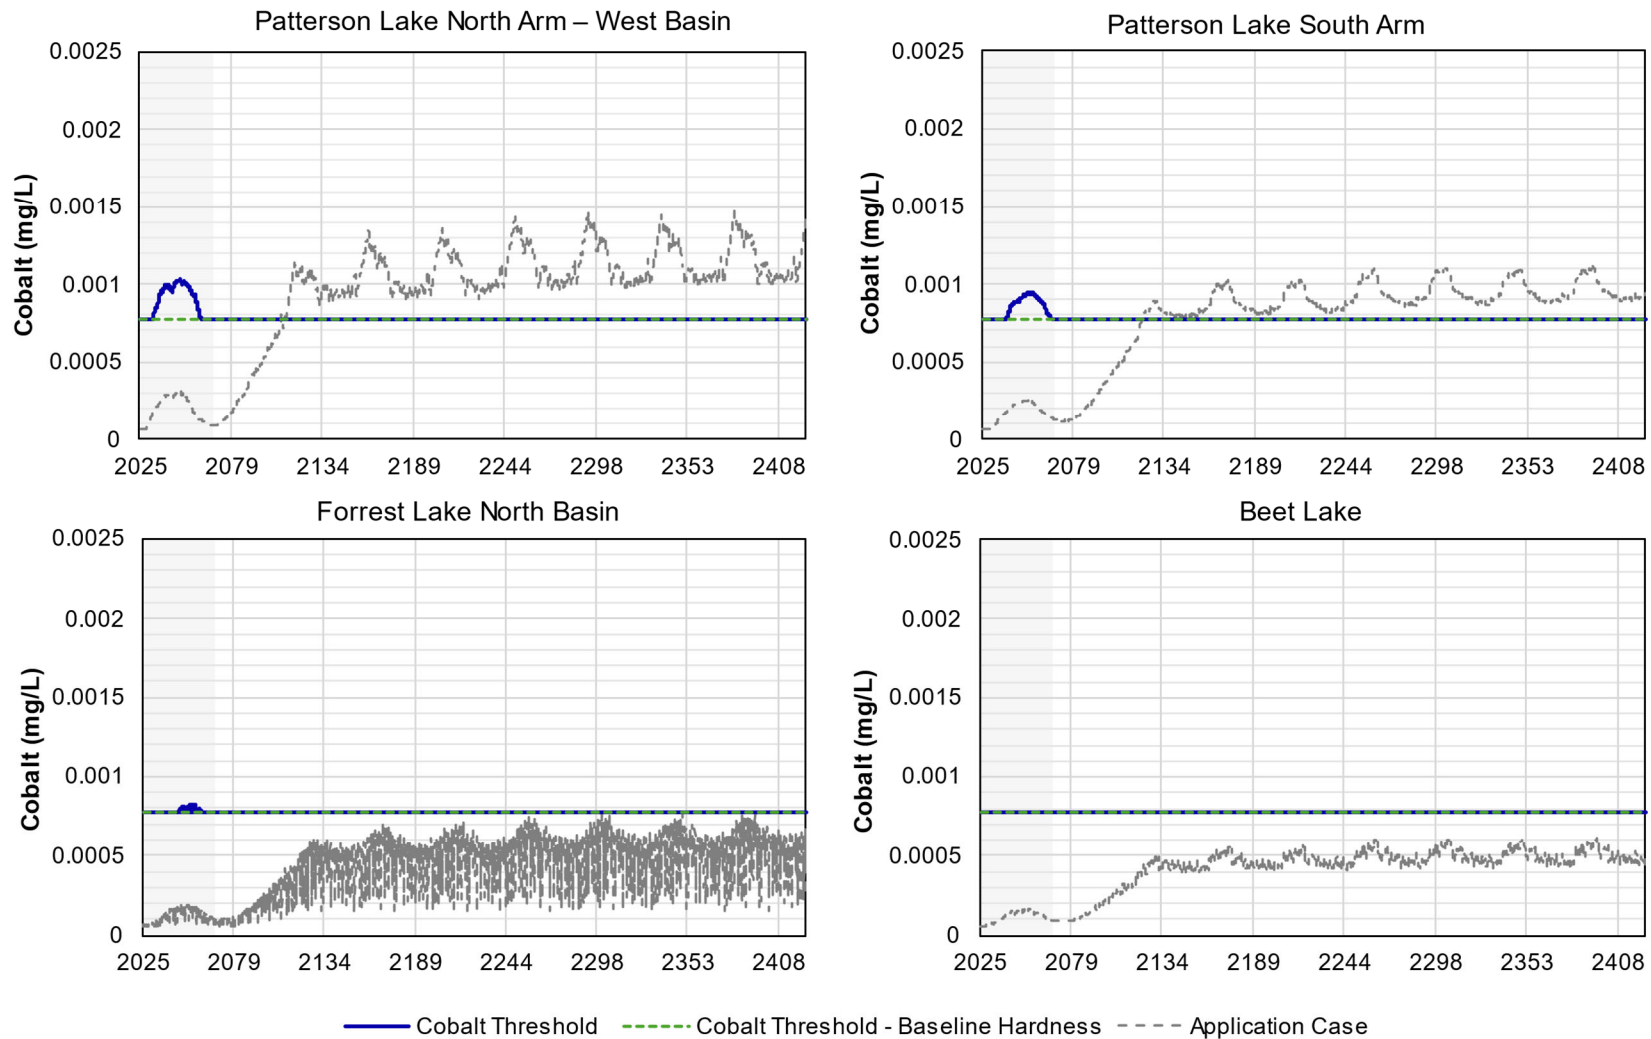 Patterson Lake North Arm – West Basin
Cobalt (mg/L)
0.0025
0.002
0.0015
0.001
0.0005
0
2025 2079 2134 2189 2244 2298 2353 2408
Patterson Lake South Arm
Cobalt (mg/L)
0.0025
0.002
0.0015
0.001
0.0005
0
2025 2079 2134 2189 2244 2298 2353 2408
Forrest Lake North Basin
Cobalt (mg/L)
0.0025
0.002
0.0015
0.001
0.0005
0
2025 2079 2134 2189 2244 2298 2353 2408
Beet Lake
Cobalt (mg/L)
0.0025
0.002
0.0015
0.001
0.0005
0
2025 2079 2134 2189 2244 2298 2353 2408
Cobalt Threshold Cobalt Threshold - Baseline Hardness Application Case